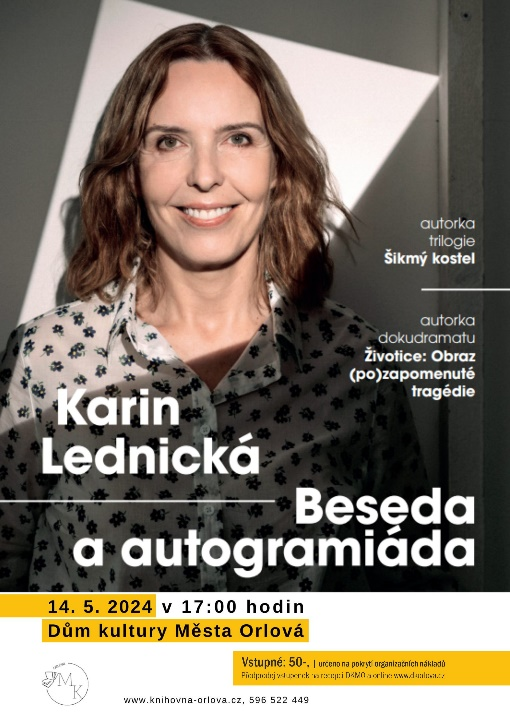 autorka
trilogie
Šikmý kostel
autorka
dokudramatu
Životice: Obraz
(po)zapomenuté
tragédie
Karin
Lednická
Beseda
a autogramiáda
14. 5. 2024 v 17:00 hodin
Dům kultury Města Orlová
Vstupné: 50-, | určeno na pokrytí organizačních nákladů
Předprodej vstupenek na recepci DKMO a online www.dkorlova.cz
MK
www.knihovna-orlova.cz, 596 522 449